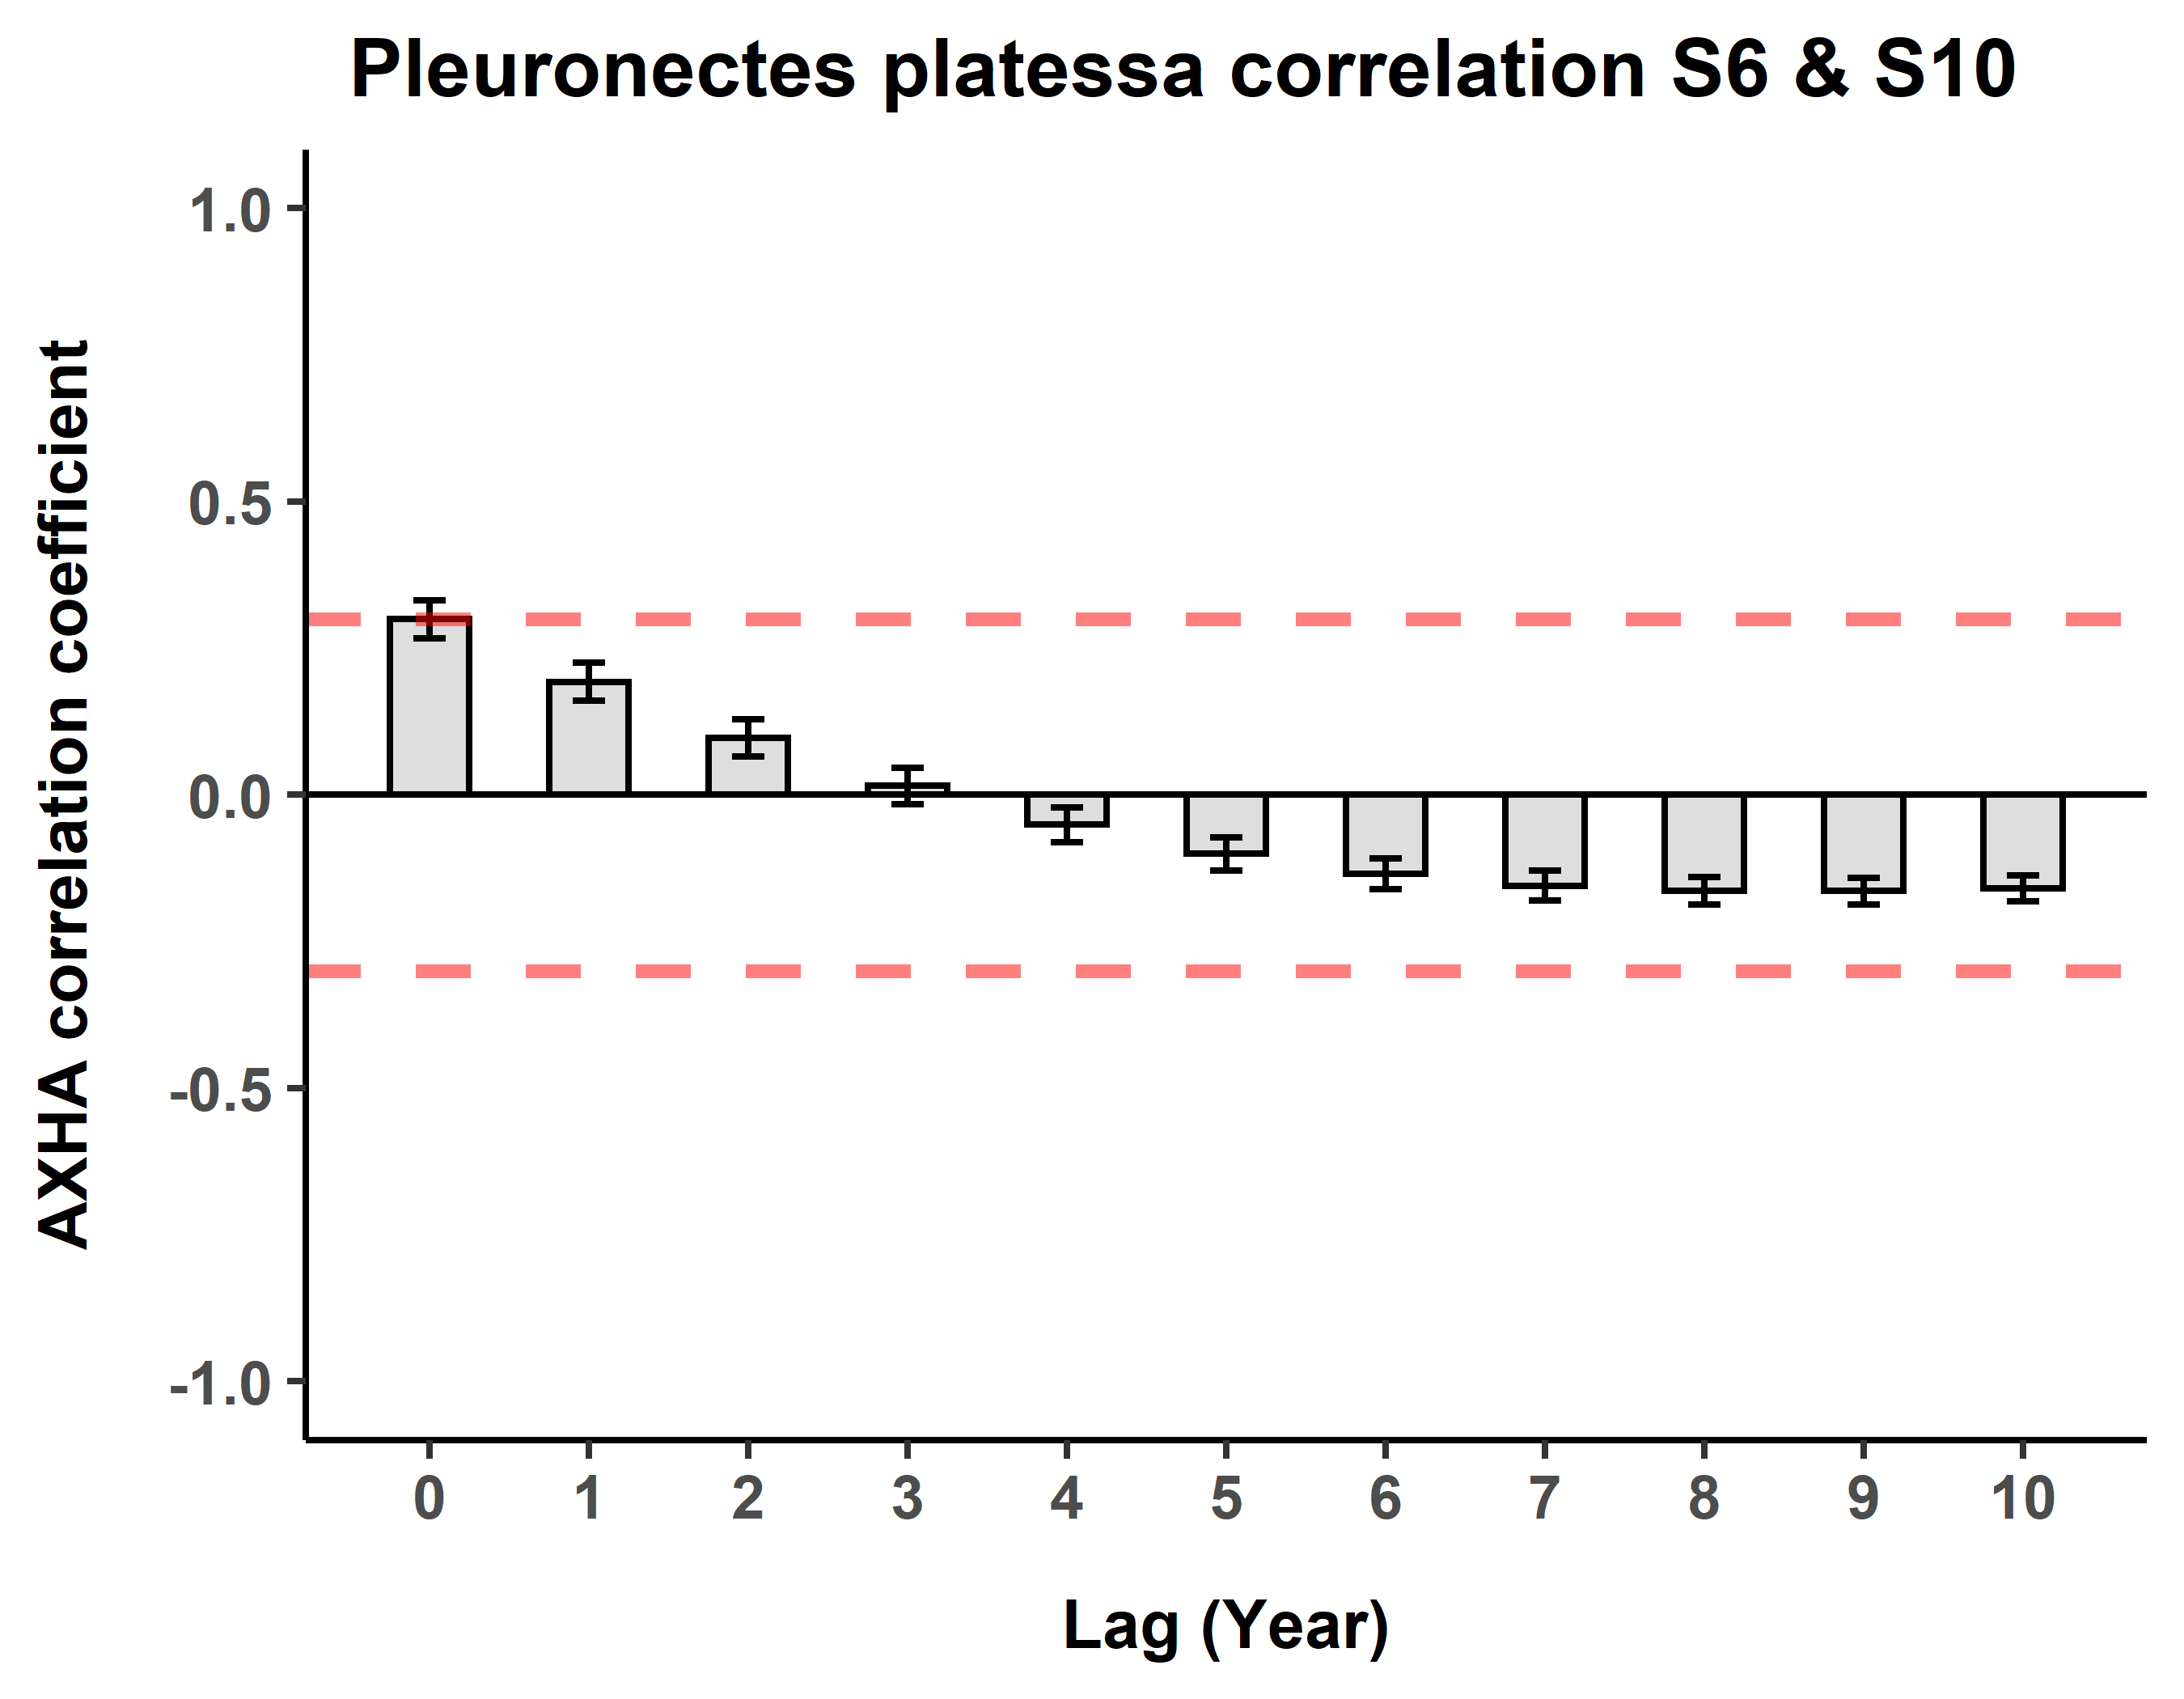 Pleuronectes platessa correlation S6 & S10
AXHA correlation coefficient
1.0
0.5
0.0
-0.5
-1.0
0 1 2 3 4 5 6 7 8 9 10
Lag (Year)